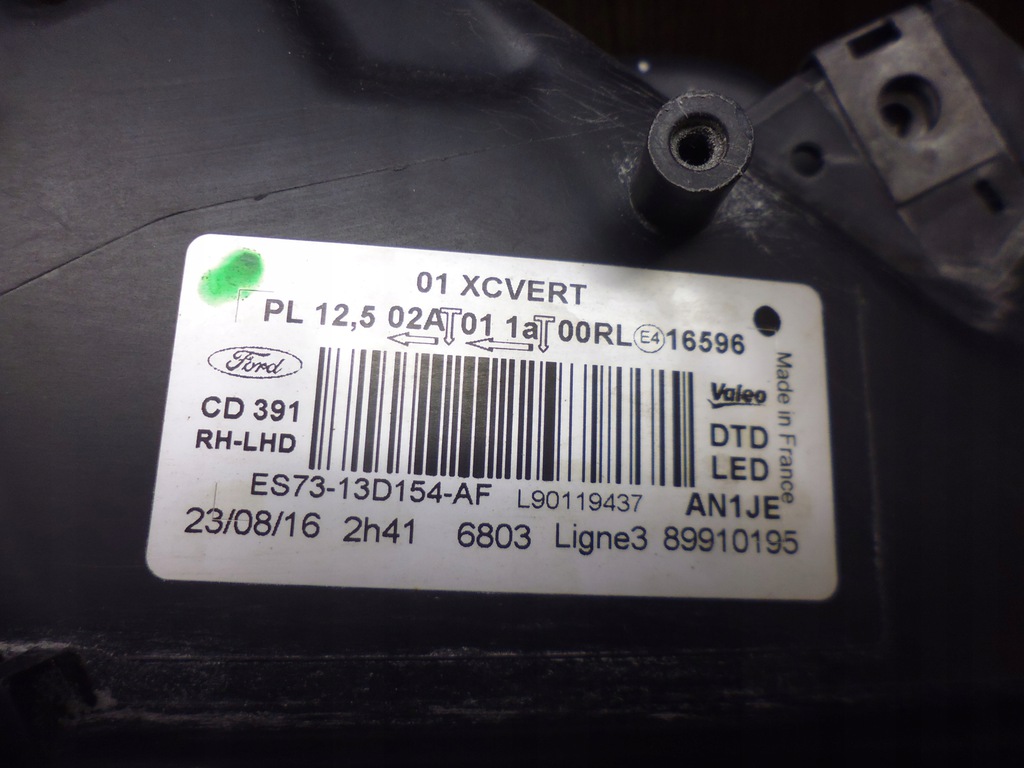 01 XCVERT
PL 12,5 02A 01 1a 00RL E4 16596
Ford
CD 391
RH-LHD
Valeo
DTD
LED
AN1JE
Made in France
ES73-13D154-AF L90119437
23/08/16 2h41 6803 Ligne3 89910195